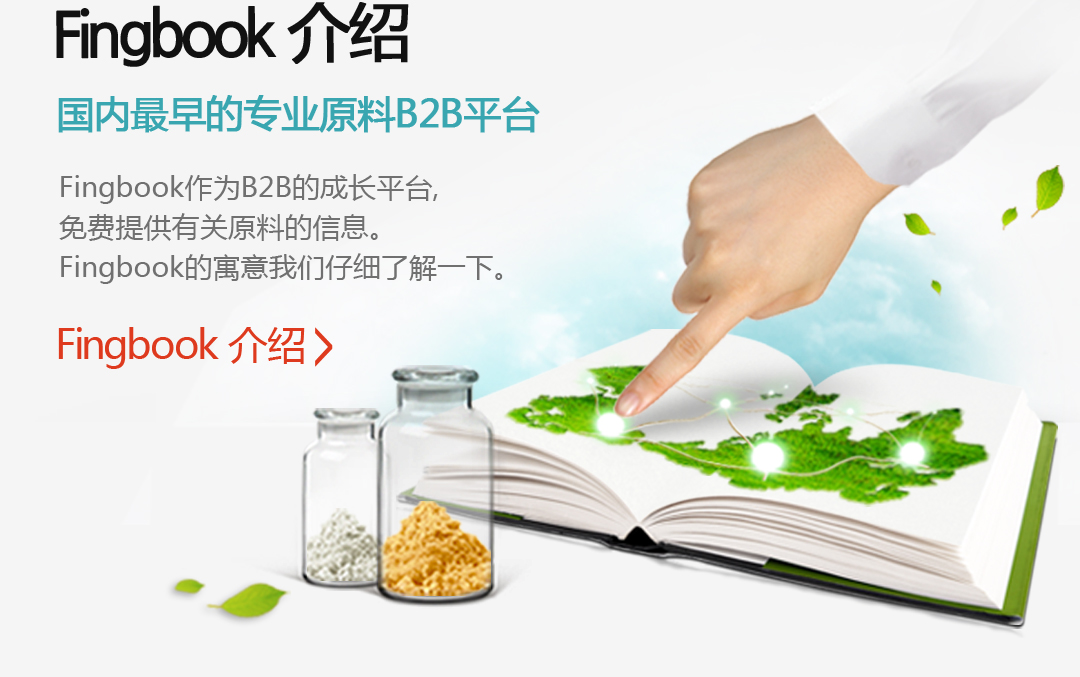 Fingbook 介绍
国内最早的专业原料B2B平台
Fingbook作为B2B的成长平台,
免费提供有关原料的信息。
Fingbook的寓意我们仔细了解一下。
Fingbook 介绍 >